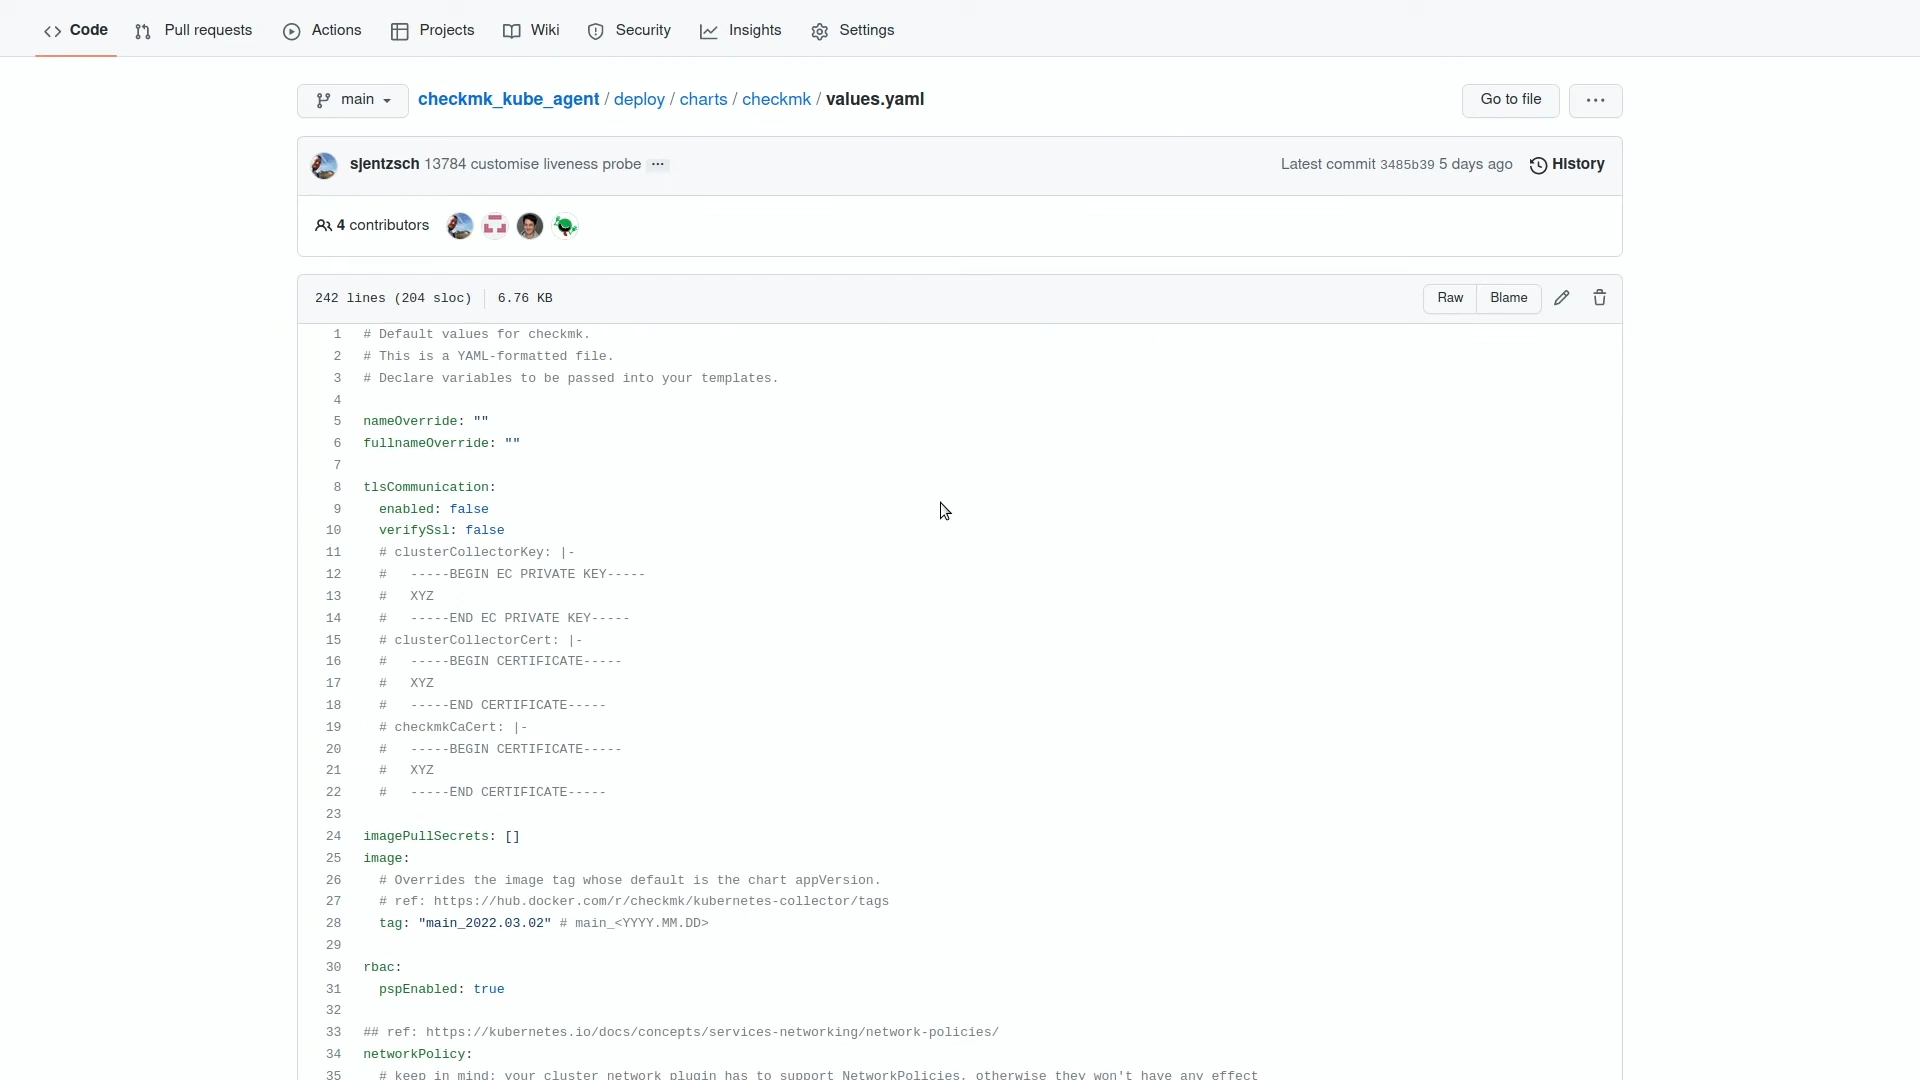 Code Pull requests Actions Projects Wiki Security Insights Settings
main checkmk_kube_agent / deploy / charts / checkmk / values.yaml Go to file ...
sjentzsch 13784 customise liveness probe ... Latest commit 3485b39 5 days ago History
4 contributors
242 lines (204 sloc) 6.76 KB Raw Blame
1 # Default values for checkmk.
2 # This is a YAML-formatted file.
3 # Declare variables to be passed into your templates.
4
5 nameOverride: ""
6 fullnameOverride: ""
7
8 tlsCommunication:
9 enabled: false
10 verifySsl: false
11 # clusterCollectorKey: |-
12 # -----BEGIN EC PRIVATE KEY-----
13 # XYZ
14 # -----END EC PRIVATE KEY-----
15 # clusterCollectorCert: |-
16 # -----BEGIN CERTIFICATE-----
17 # XYZ
18 # -----END CERTIFICATE-----
19 # checkmkCaCert: |-
20 # -----BEGIN CERTIFICATE-----
21 # XYZ
22 # -----END CERTIFICATE-----
23
24 imagePullSecrets: []
25 image:
26 # Overrides the image tag whose default is the chart appVersion.
27 # ref: https://hub.docker.com/r/checkmk/kubernetes-collector/tags
28 tag: "main_2022.03.02" # main_<YYYY.MM.DD>
29
30 rbac:
31 pspEnabled: true
32
33 ## ref: https://kubernetes.io/docs/concepts/services-networking/network-policies/
34 networkPolicy:
35 # keep in mind: your cluster network plugin has to support NetworkPolicies, otherwise they won't have any effect